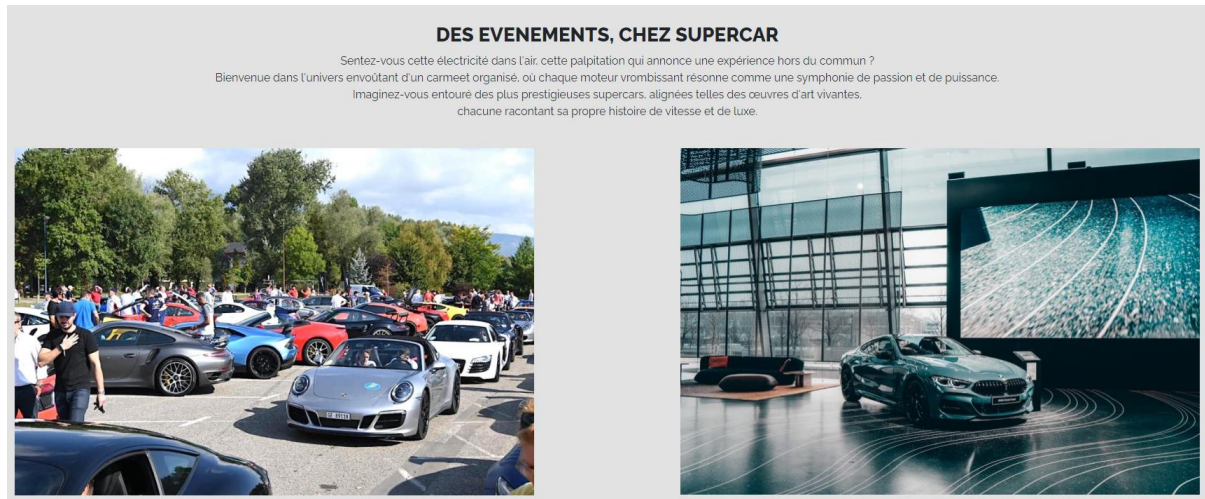 DES EVENEMENTS, CHEZ SUPERCAR
Sentez-vous cette électricité dans l'air, cette palpitation qui annonce une expérience hors du commun ?
Bienvenue dans l'univers envoûtant d'un carmeet organisé, où chaque moteur vrombissant résonne comme une symphonie de passion et de puissance.
Imaginez-vous entouré des plus prestigieuses supercars, alignées telles des œuvres d'art vivantes,
chacune racontant sa propre histoire de vitesse et de luxe.